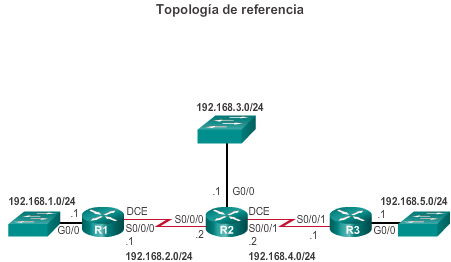 Topología de referencia
192.168.3.0/24
.1 G0/0
192.168.1.0/24
192.168.5.0/24
.1 DCE S0/0/0 DCE S0/0/1 .1
G0/0 R1 S0/0/0 R2 S0/0/1 R3 G0/0
.1 .2 .2 .1
192.168.2.0/24 192.168.4.0/24